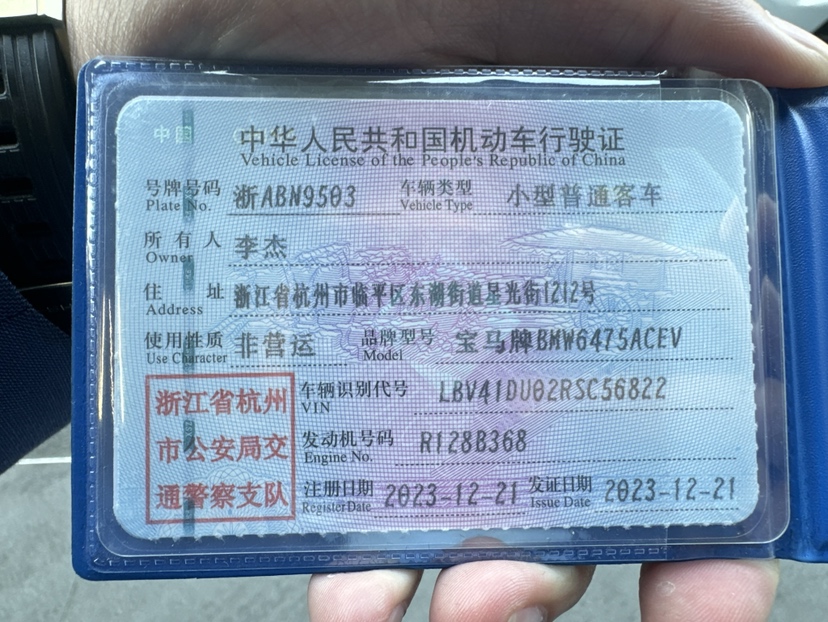 中国
中华人民共和国机动车行驶证
Vehicle License of the People's Republic of China
号牌号码 浙ABN9503 车辆类型 小型普通客车
Plate No. Vehicle Type
所有人 李杰
Owner
住址 浙江省杭州市临平区东湖街道星光街1212号
Address
使用性质 非营运 品牌型号 宝马牌BMW6475ACEV
Use Character Model
浙江省杭州 车辆识别代号 LBV41DU02RSC56822
VIN
市公安局交 发动机号码 R128B368
Engine No.
通警察支队 注册日期 2023-12-21 发证日期 2023-12-21
Register Date Issue Date